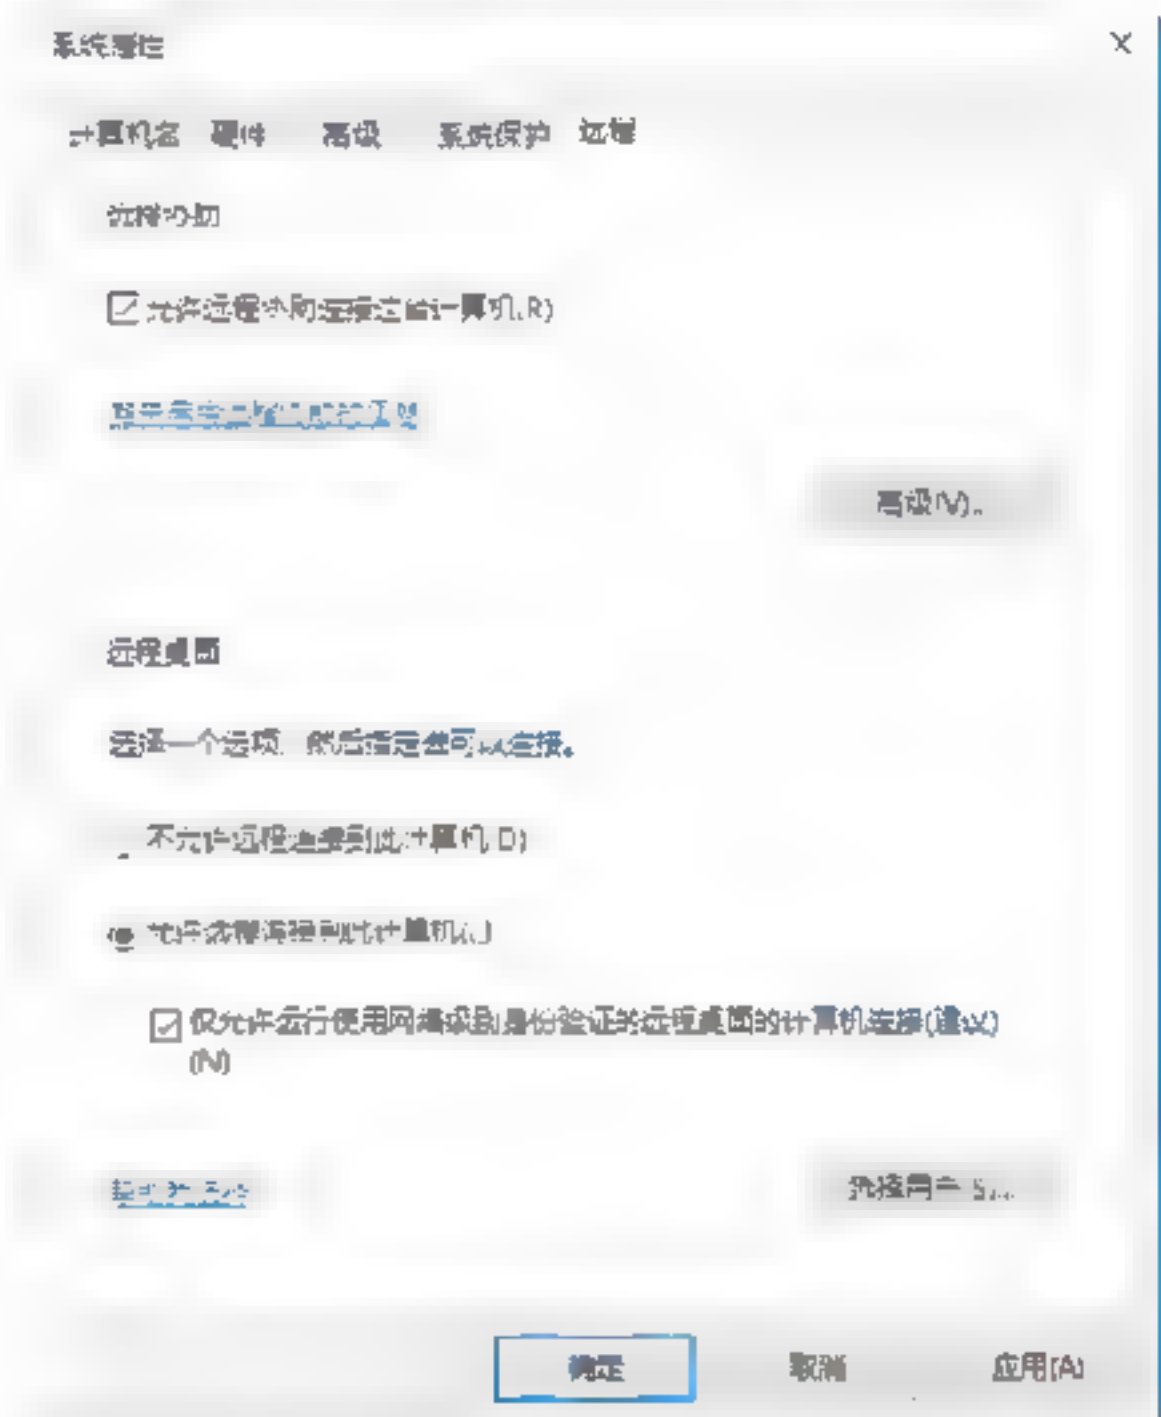 系统属性
计算机名 硬件 高级 系统保护 远程
远程协助
允许远程协助连接这台计算机(R)
高级(V)...
远程桌面
选择一个选项，然后指定谁可以连接。
不允许远程连接到此计算机(D)
允许远程连接到此计算机(L)
仅允许运行使用网络级别身份验证的远程桌面的计算机连接(建议)
(N)
选择用户(S)...
确定 取消 应用(A)